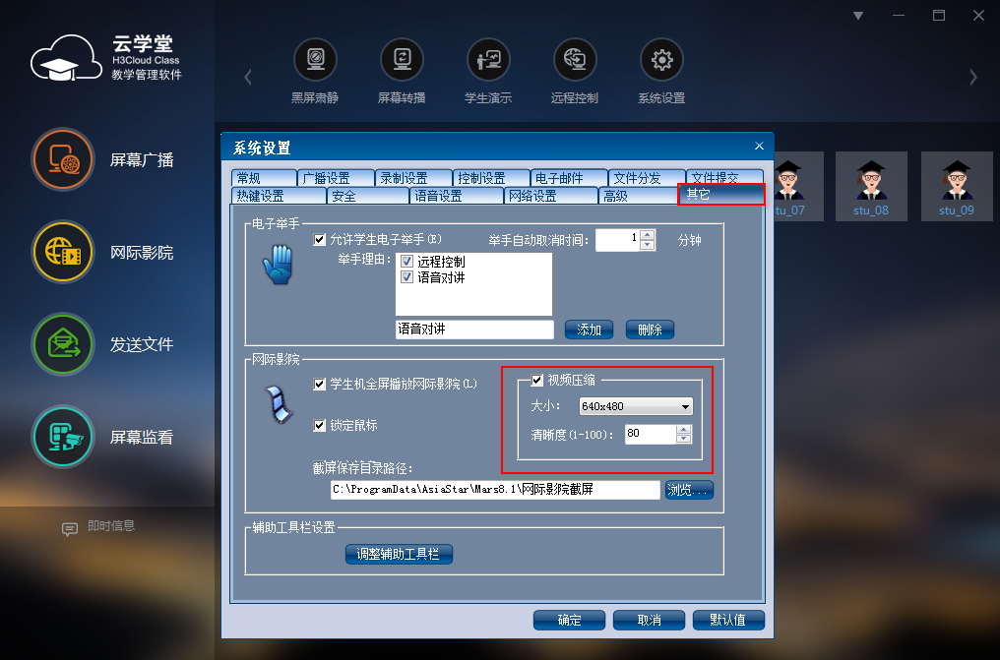 云学堂
H3Cloud Class
教学管理软件
黑屏肃静
屏幕转播
学生演示
远程控制
系统设置
屏幕广播
网际影院
发送文件
屏幕监看
即时信息
系统设置
常规 广播设置 录制设置 控制设置 电子邮件 文件分发 文件提交
热键设置 安全 语音设置 网络设置 高级 其它
电子举手
允许学生电子举手(E) 举手自动取消时间: 1 分钟
举手理由: 远程控制
语音对讲
语音对讲 添加 删除
网际影院
学生机全屏播放网际影院(L)
锁定鼠标
视频压缩
大小: 640x480
清晰度(1-100): 80
截屏保存目录路径:
C:\ProgramData\AsiaStar\Mars8.1\网际影院截屏 浏览...
辅助工具栏设置
调整辅助工具栏
确定 取消 默认值
stu_07
stu_08
stu_09